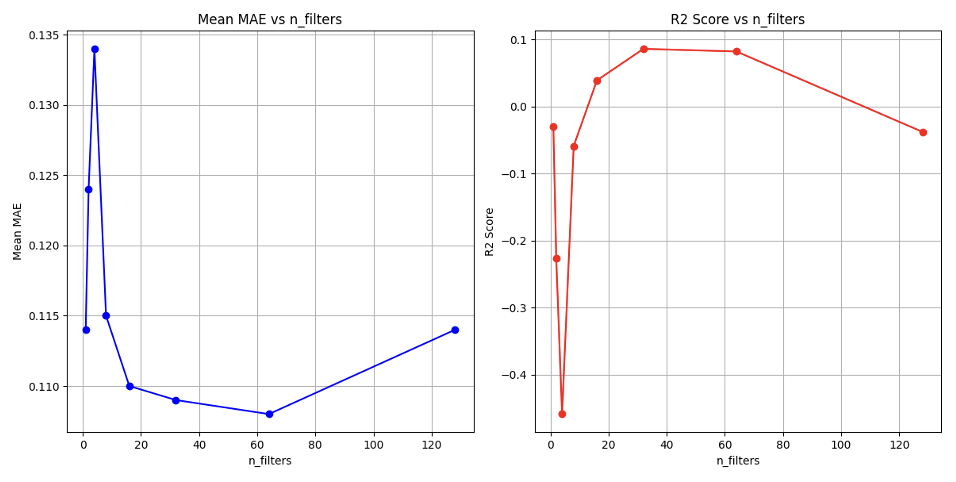 Mean MAE vs n_filters
0.135
0.130
0.125
0.120
0.115
0.110
Mean MAE
0 20 40 60 80 100 120
n_filters
R2 Score vs n_filters
0.1
0.0
−0.1
−0.2
−0.3
−0.4
R2 Score
0 20 40 60 80 100 120
n_filters